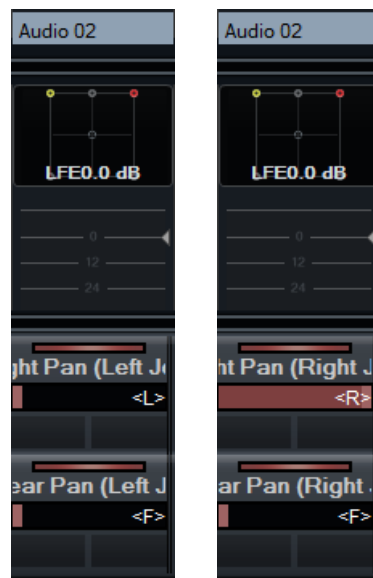 Audio 02
LFE0.0 dB
0
12
24
ght Pan (Left Jo
<L>
ear Pan (Left J
<F>
Audio 02
LFE0.0 dB
0
12
24
ht Pan (Right J
<R>
ar Pan (Right
<F>